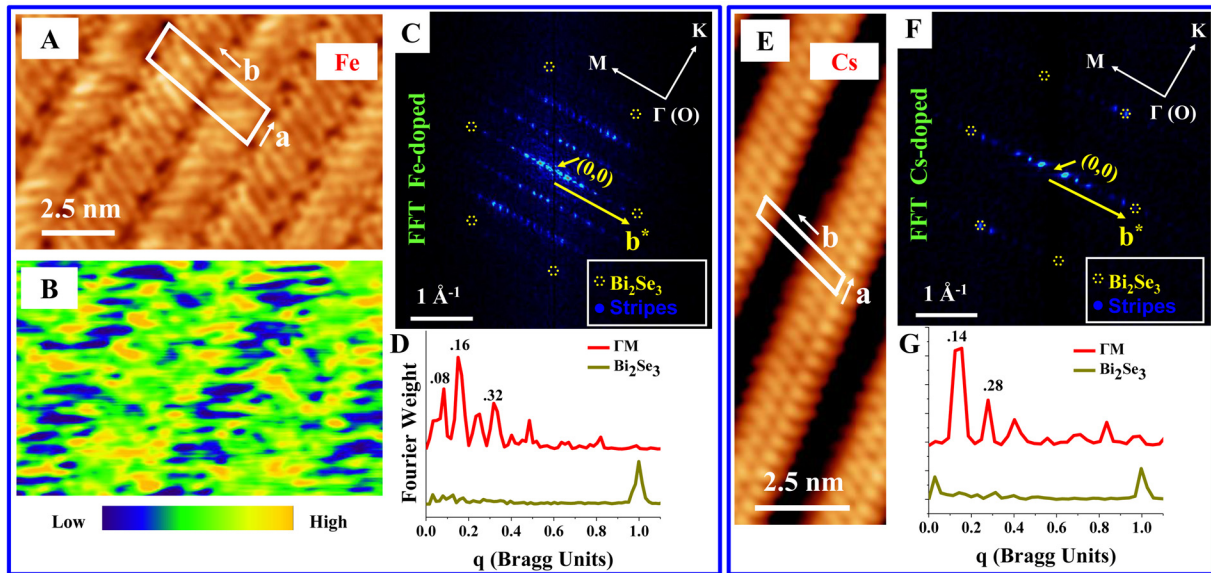 A
b
Fe
a
2.5 nm
B
Low
High
C
K
M
Γ (O)
FFT Fe-doped
(0,0)
b*
Bi₂Se₃
Stripes
1 Å⁻¹
D
ΓM
Bi₂Se₃
.08
.16
.32
Fourier Weight
0.0 0.2 0.4 0.6 0.8 1.0
q (Bragg Units)
E
Cs
b
a
2.5 nm
F
K
M
Γ (O)
FFT Cs-doped
(0,0)
b*
Bi₂Se₃
Stripes
1 Å⁻¹
G
ΓM
Bi₂Se₃
.14
.28
0.0 0.2 0.4 0.6 0.8 1.0
q (Bragg Units)